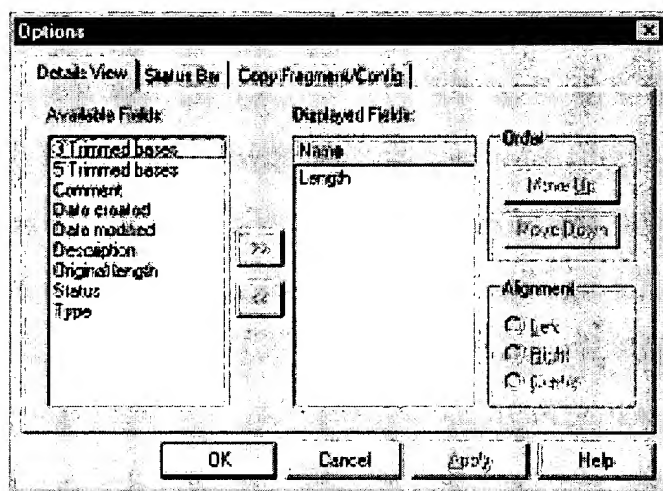 Options
Details View
Status Bar
Copy Fragment/Contig
Available Fields:
3 Trimmed bases
5 Trimmed bases
Comment
Date created
Date modified
Description
Original length
Status
Type
>>
<<
Displayed Fields:
Name
Length
Order
Move Up
Move Down
Alignment
Left
Right
Center
OK
Cancel
Apply
Help